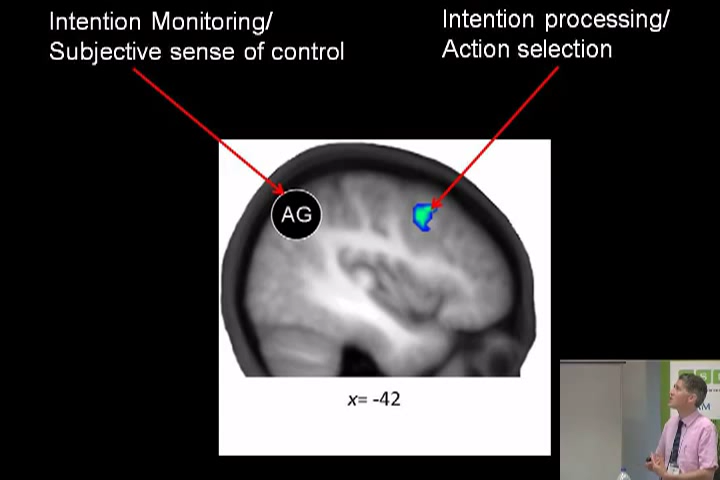 Intention Monitoring/
Subjective sense of control
Intention processing/
Action selection
AG
x= -42